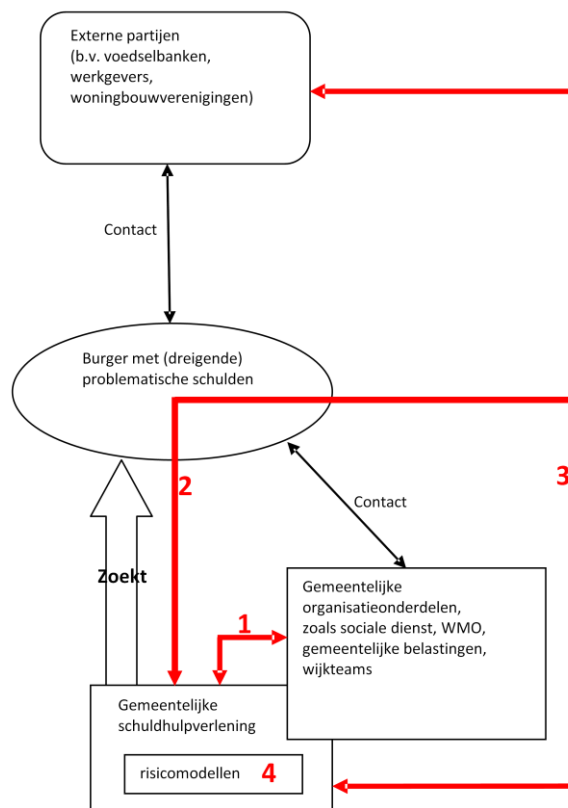 Externe partijen
(b.v. voedselbanken,
werkgevers,
woningbouwverenigingen)
Contact
Burger met (dreigende)
problematische schulden
2
3
Contact
Zoekt
Gemeentelijke
organisatieonderdelen,
zoals sociale dienst, WMO,
gemeentelijke belastingen,
wijkteams
1
Gemeentelijke
schuldhulpverlening
risicomodellen 4